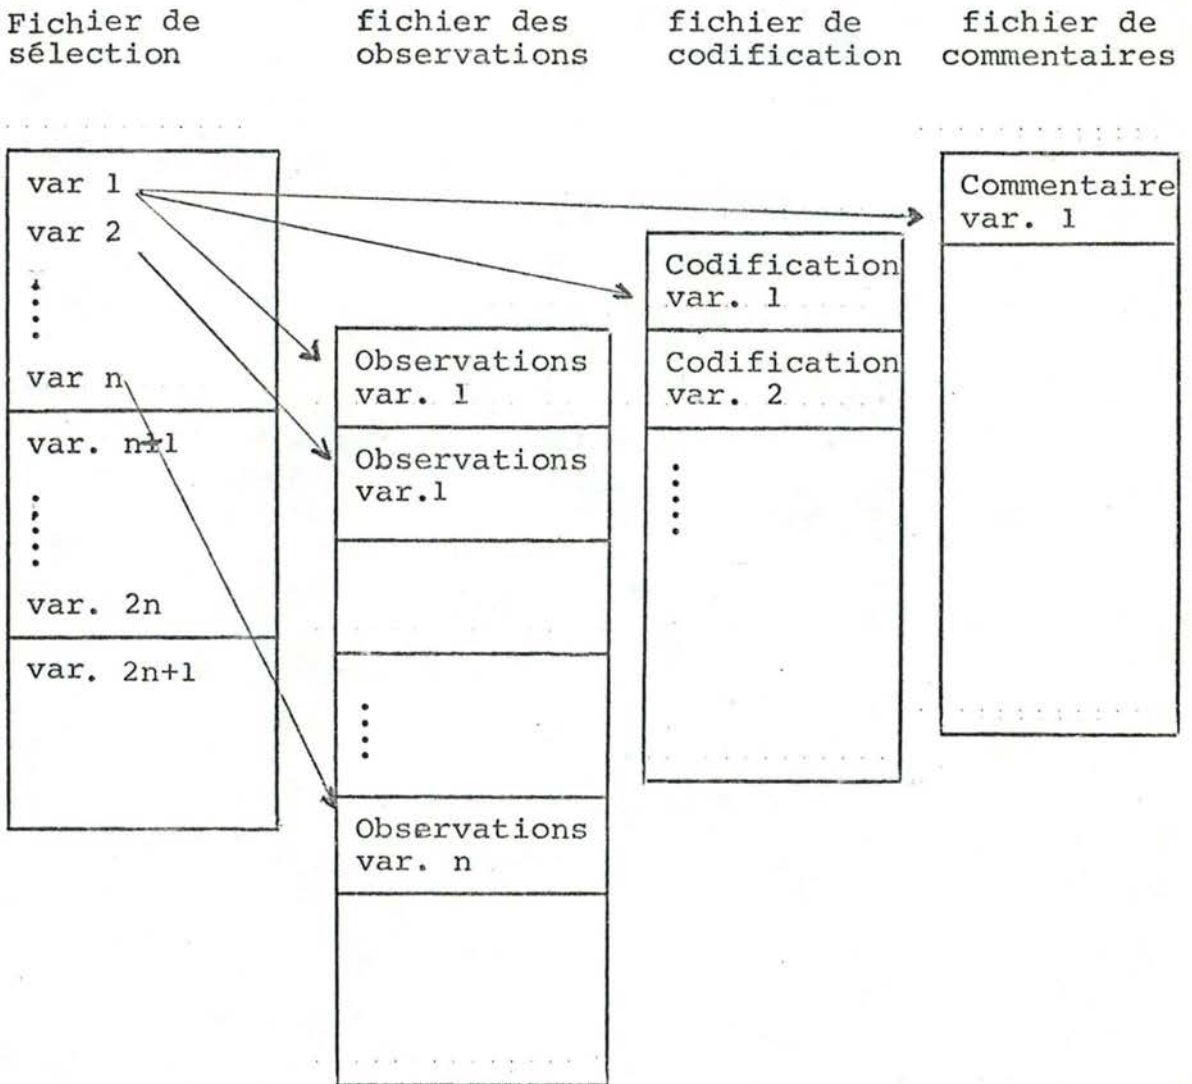 Fichier de
sélection
fichier des
observations
fichier de
codification
fichier de
commentaires
var 1
var 2
var n
var. n+1
var. 2n
var. 2n+1
Observations
var. 1
Observations
var.1
Observations
var. n
Codification
var. 1
Codification
var. 2
Commentaire
var. 1